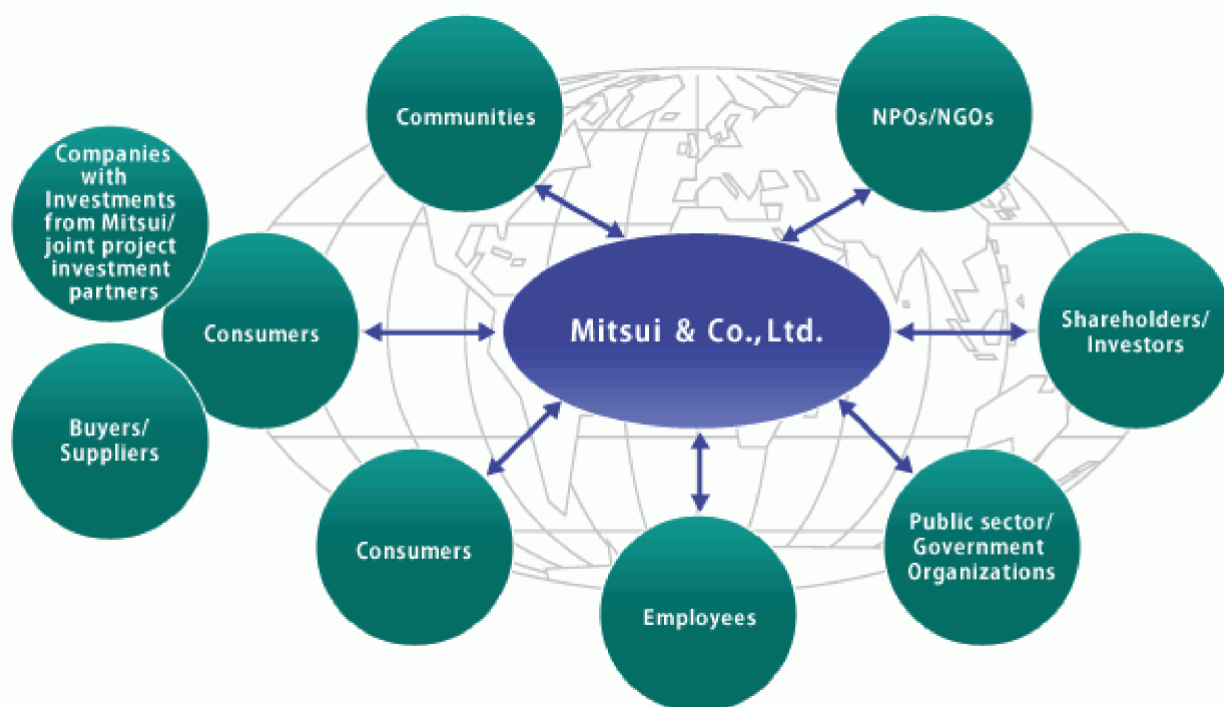 Communities
NPOs/NGOs
Companies
with
Investments
from Mitsui/
joint project
investment
partners
Consumers
Mitsui & Co.,Ltd.
Shareholders/
Investors
Buyers/
Suppliers
Consumers
Employees
Public sector/
Government
Organizations